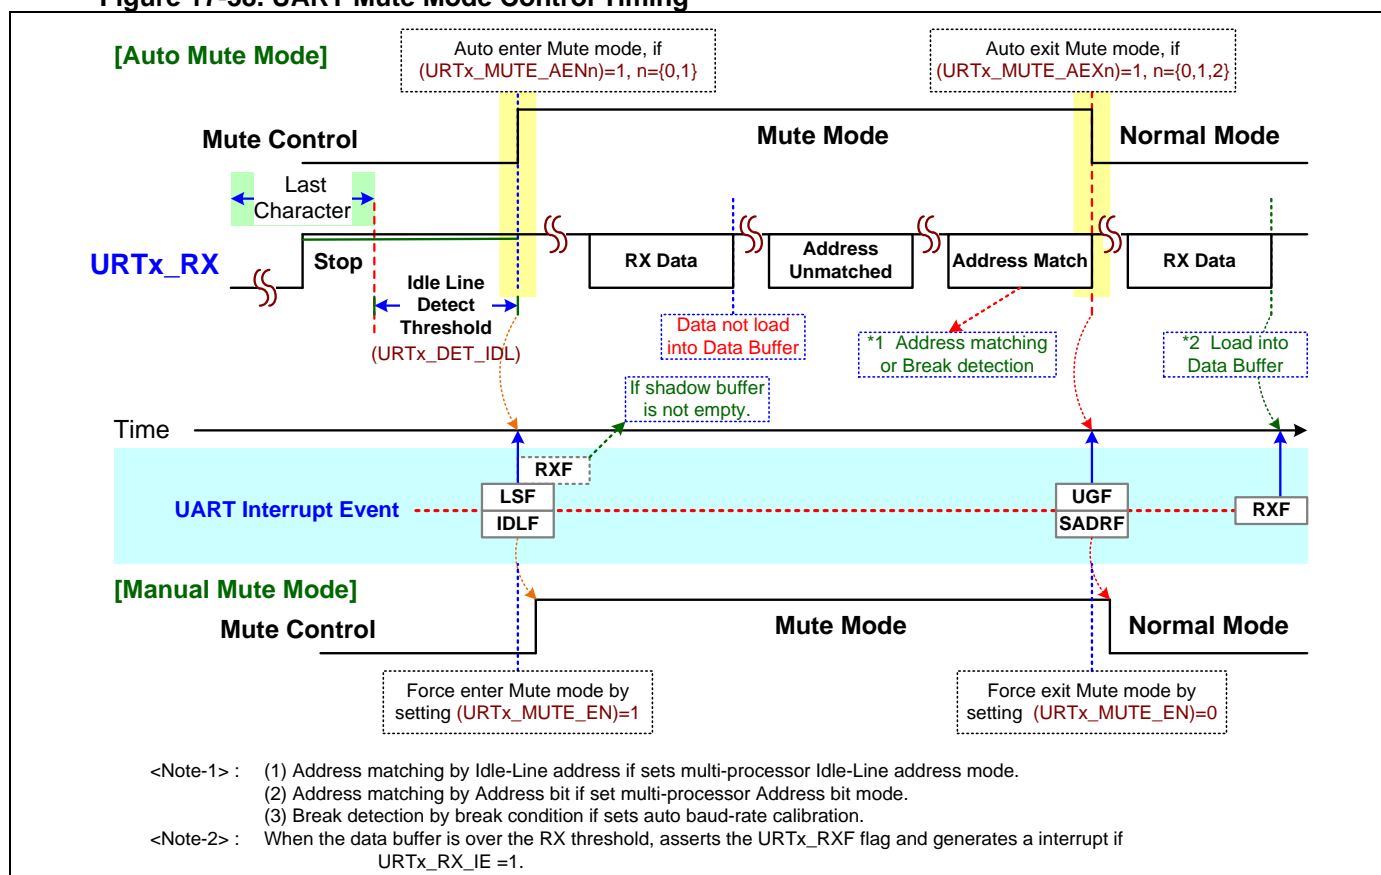 Figure 17-38. UART Mute Mode Control Timing
[Auto Mute Mode]
Auto enter Mute mode, if
(URTx_MUTE_AENn)=1, n={0,1}
Auto exit Mute mode, if
(URTx_MUTE_AEXn)=1, n={0,1,2}
Mute Control
Mute Mode
Normal Mode
Last
Character
URTx_RX
Stop
RX Data
Address
Unmatched
Address Match
RX Data
Idle Line
Detect
Threshold
(URTx_DET_IDL)
Data not load
into Data Buffer
*1 Address matching
or Break detection
*2 Load into
Data Buffer
If shadow buffer
is not empty.
Time
RXF
LSF
IDLF
UART Interrupt Event
UGF
SADRF
RXF
[Manual Mute Mode]
Mute Control
Mute Mode
Normal Mode
Force enter Mute mode by
setting (URTx_MUTE_EN)=1
Force exit Mute mode by
setting (URTx_MUTE_EN)=0
<Note-1> : (1) Address matching by Idle-Line address if sets multi-processor Idle-Line address mode.
(2) Address matching by Address bit if set multi-processor Address bit mode.
(3) Break detection by break condition if sets auto baud-rate calibration.
<Note-2> : When the data buffer is over the RX threshold, asserts the URTx_RXF flag and generates a interrupt if
URTx_RX_IE =1.